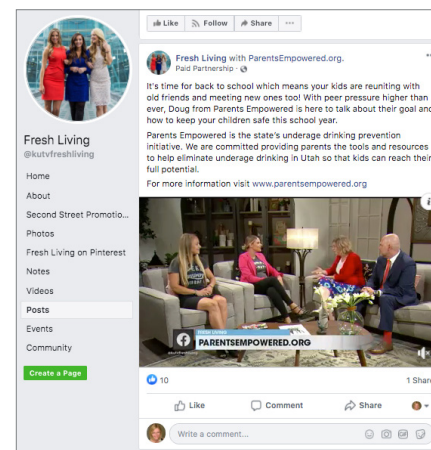 Like Follow Share ...
Fresh Living with ParentsEmpowered.org.
Paid Partnership ·
It's time for back to school which means your kids are reuniting with
old friends and meeting new ones too! With peer pressure higher than
ever, Doug from Parents Empowered is here to talk about their goal and
how to keep your children safe this school year.
Parents Empowered is the state's underage drinking prevention
initiative. We are committed providing parents the tools and resources
to help eliminate underage drinking in Utah so that kids can reach their
full potential.
For more information visit www.parentsempowered.org
Fresh Living
@kutvfreshliving
Home
About
Second Street Promotio...
Photos
Fresh Living on Pinterest
Notes
Videos
Posts
Events
Community
Create a Page
FRESH LIVING
PARENTSEMPOWERED.ORG
10
1 Share
Like Comment Share
Write a comment...